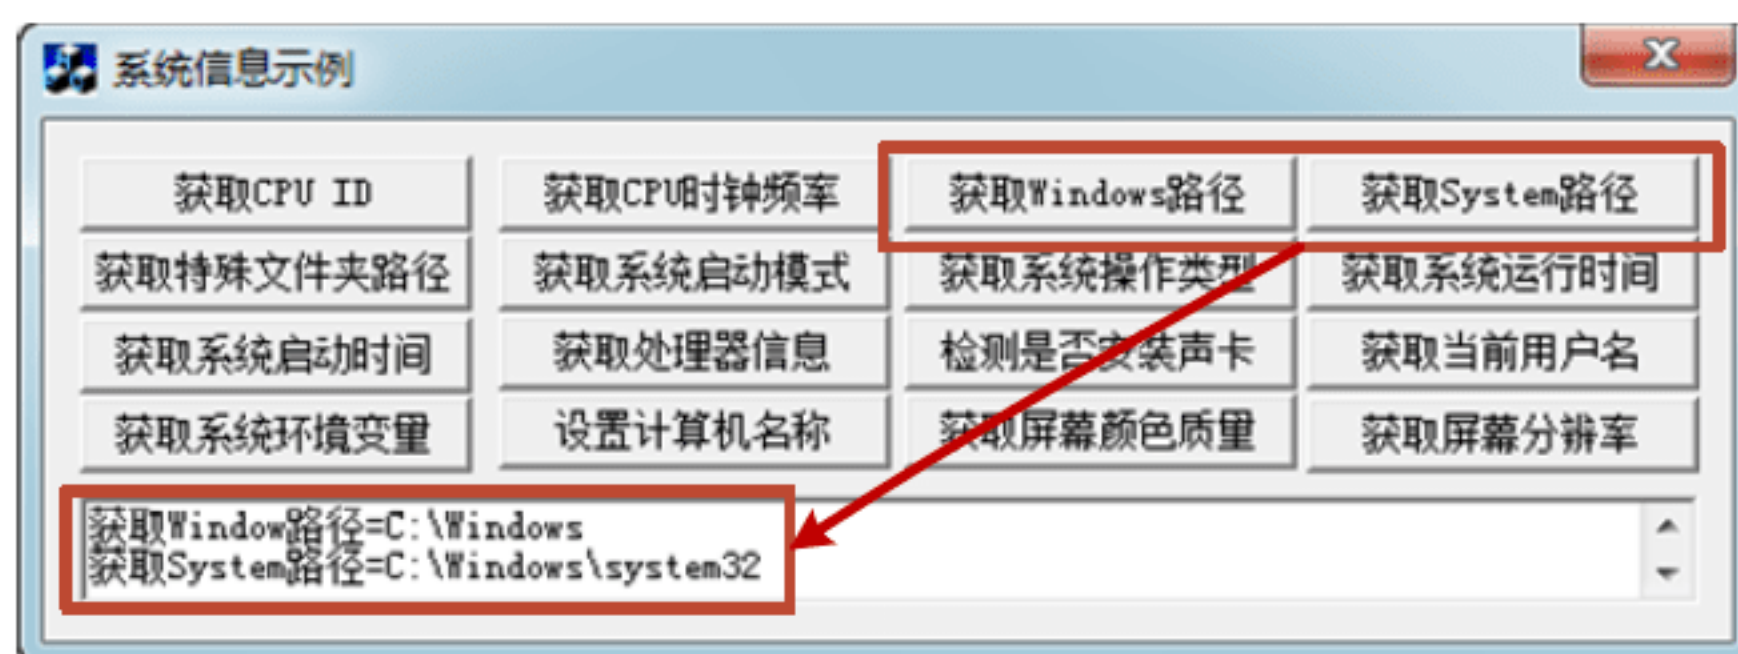 系统信息示例
获取CPU ID 获取CPU时钟频率 获取Windows路径 获取System路径
获取特殊文件夹路径 获取系统启动模式 获取系统操作类型 获取系统运行时间
获取系统启动时间 获取处理器信息 检测是否安装声卡 获取当前用户名
获取系统环境变量 设置计算机名称 获取屏幕颜色质量 获取屏幕分辨率
获取Window路径=C:\Windows
获取System路径=C:\Windows\system32